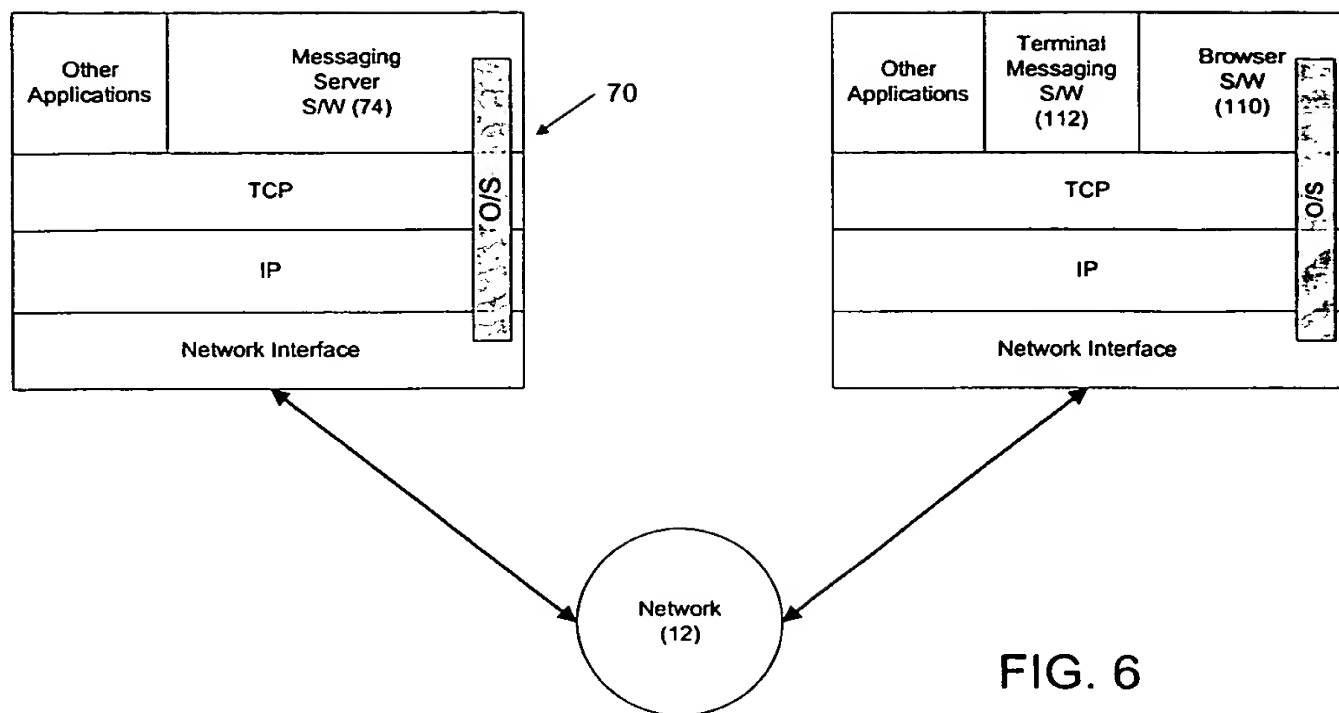 Other
Applications
Messaging
Server
S/W (74)
O/S
TCP
IP
Network Interface
70
Other
Applications
Terminal
Messaging
S/W
(112)
Browser
S/W
(110)
O/S
TCP
IP
Network Interface
Network
(12)
FIG. 6